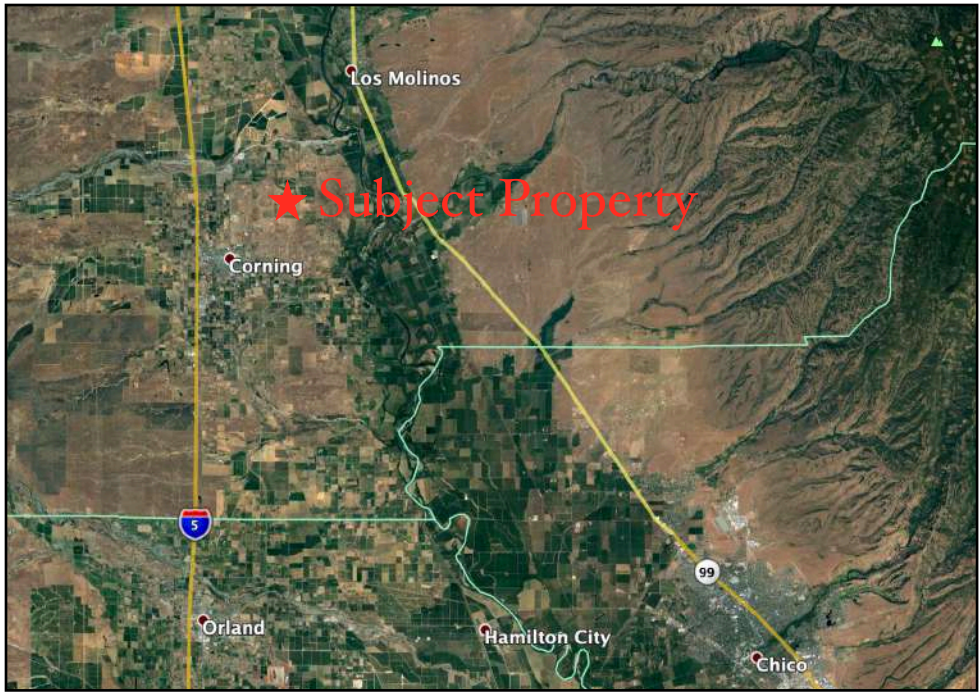 Los Molinos
★ Subject Property
Corning
5
99
Orland
Hamilton City
Chico